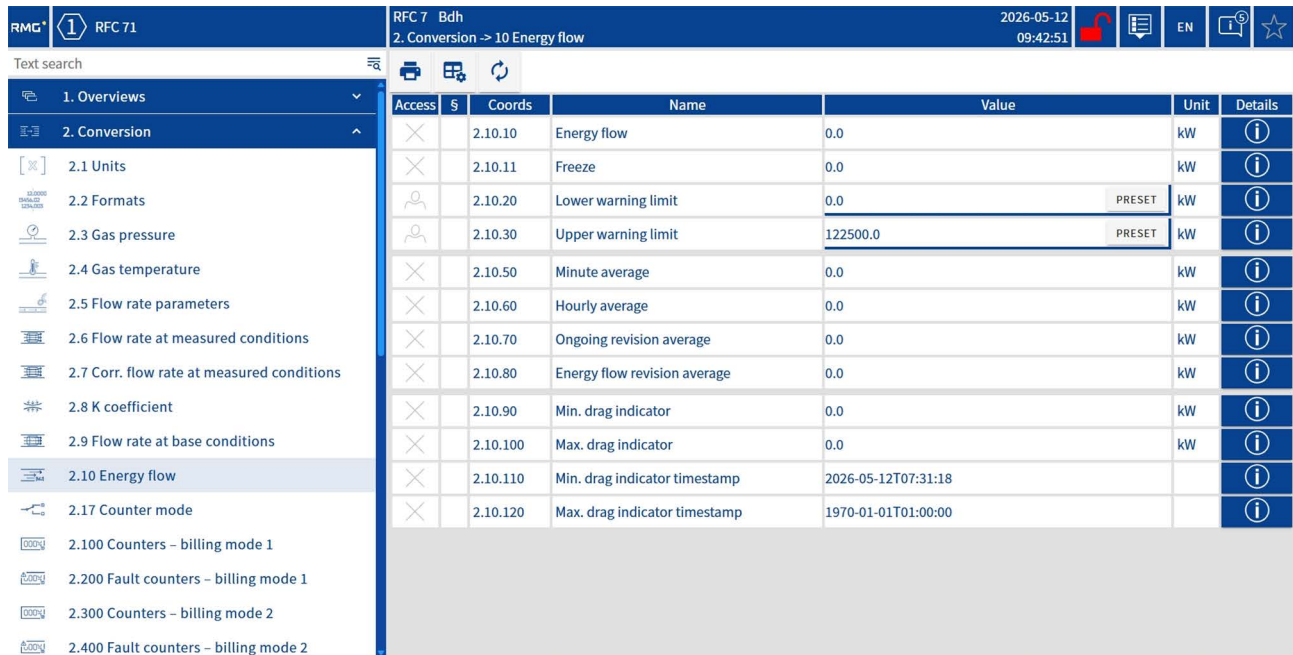 RMG 1 RFC 71
RFC 7 Bdh
2. Conversion -> 10 Energy flow
2026-05-12
09:42:51
EN
5
Text search
1. Overviews
2. Conversion
2.1 Units
2.2 Formats
2.3 Gas pressure
2.4 Gas temperature
2.5 Flow rate parameters
2.6 Flow rate at measured conditions
2.7 Corr. flow rate at measured conditions
2.8 K coefficient
2.9 Flow rate at base conditions
2.10 Energy flow
2.17 Counter mode
2.100 Counters – billing mode 1
2.200 Fault counters – billing mode 1
2.300 Counters – billing mode 2
2.400 Fault counters – billing mode 2
Access § Coords Name Value Unit Details
2.10.10 Energy flow 0.0 kW
2.10.11 Freeze 0.0 kW
2.10.20 Lower warning limit 0.0 PRESET kW
2.10.30 Upper warning limit 122500.0 PRESET kW
2.10.50 Minute average 0.0 kW
2.10.60 Hourly average 0.0 kW
2.10.70 Ongoing revision average 0.0 kW
2.10.80 Energy flow revision average 0.0 kW
2.10.90 Min. drag indicator 0.0 kW
2.10.100 Max. drag indicator 0.0 kW
2.10.110 Min. drag indicator timestamp 2026-05-12T07:31:18
2.10.120 Max. drag indicator timestamp 1970-01-01T01:00:00